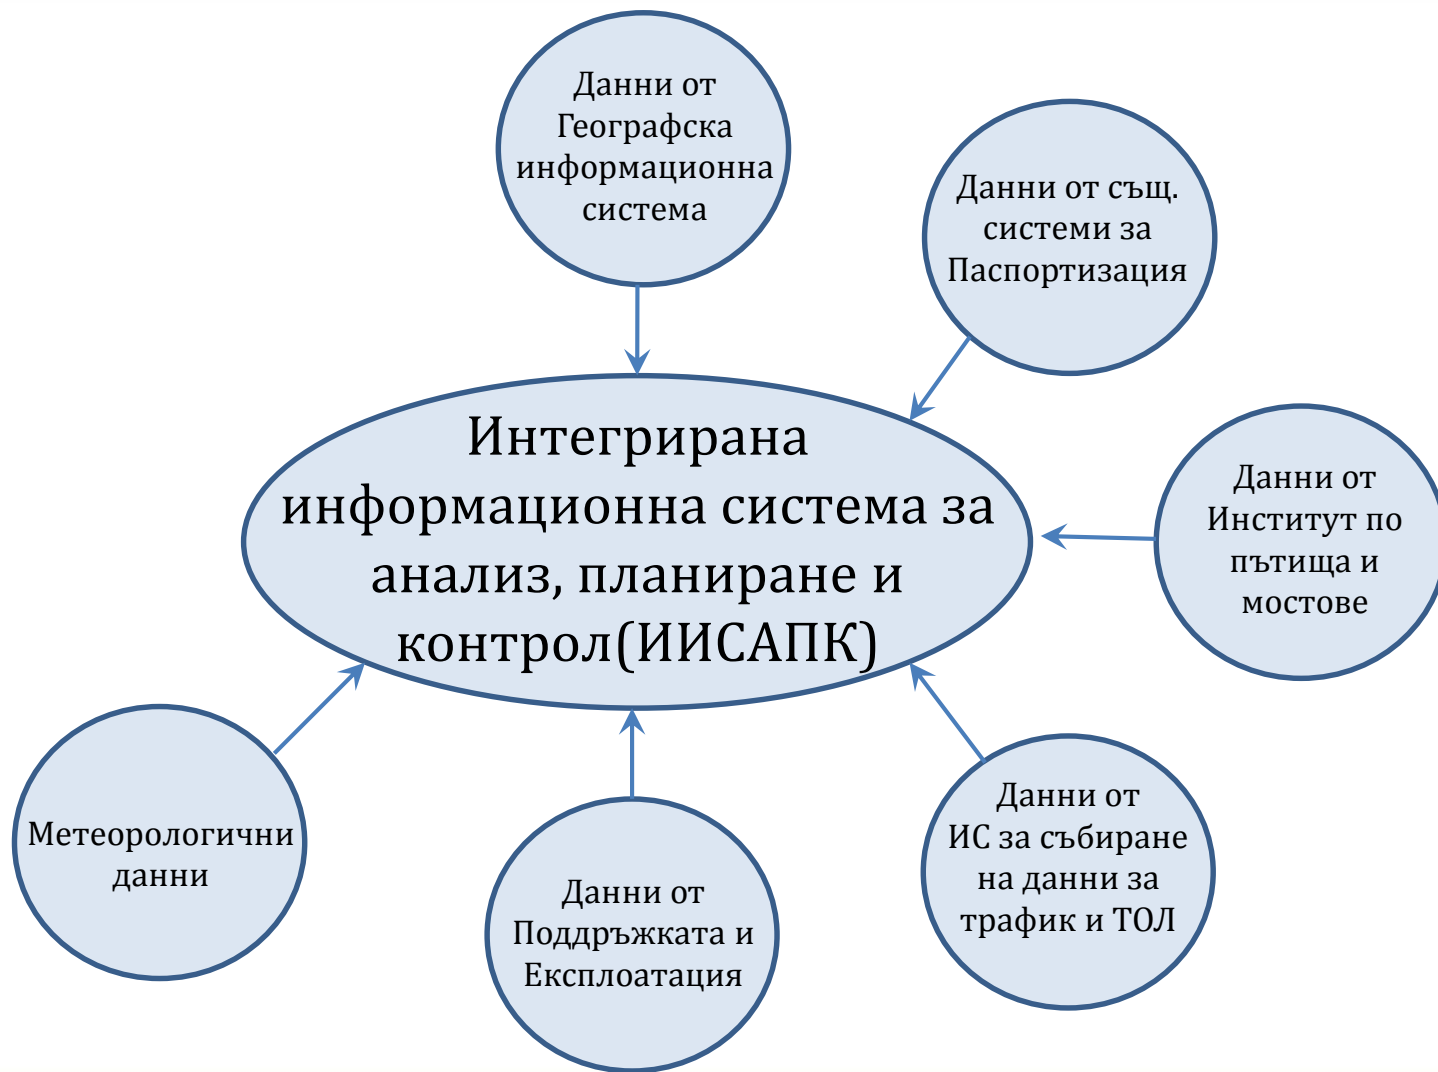 Данни от
Географска
информационна
система
Данни от същ.
системи за
Паспортизация
Интегрирана
информационна система за
анализ, планиране и
контрол(ИИСАПК)
Данни от
Институт по
пътища и
мостове
Метеорологични
данни
Данни от
Поддръжката и
Експлоатация
Данни от
ИС за събиране
на данни за
трафик и ТОЛ